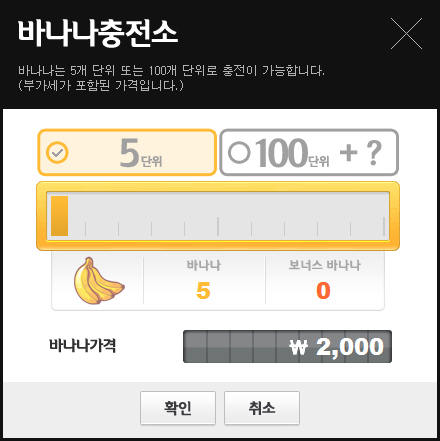 바나나충전소
바나나는 5개 단위 또는 100개 단위로 충전이 가능합니다.
(부가세가 포함된 가격입니다.)
5단위
100단위 + ?
바나나 보너스 바나나
5 0
바나나가격 ₩ 2,000
확인 취소